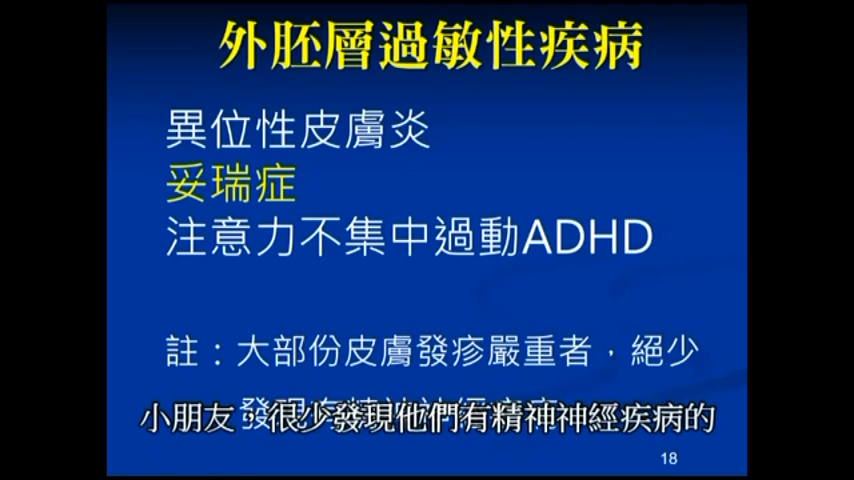 外胚層過敏性疾病
異位性皮膚炎
妥瑞症
注意力不集中過動ADHD
註：大部份皮膚發疹嚴重者，絕少
小朋友。很少發現他們有精神神經疾病的
18